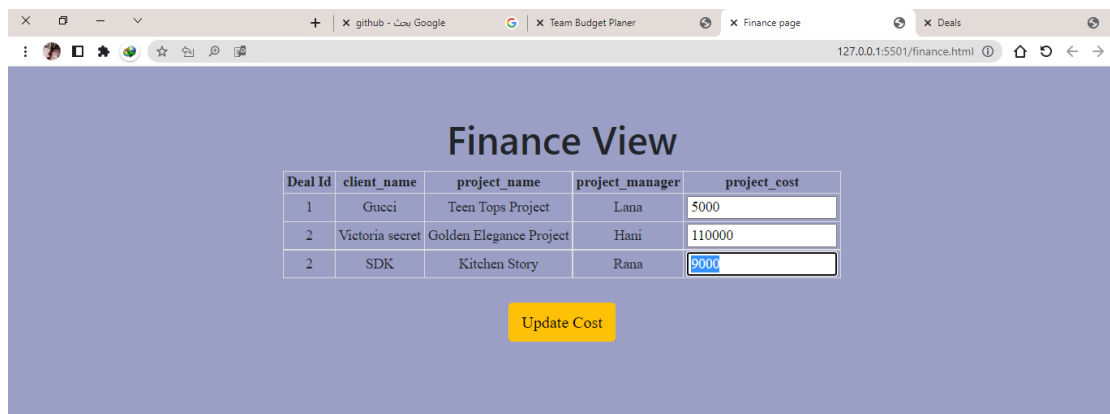 github - بحث Google
Team Budget Planer
Finance page
Deals
127.0.0.1:5501/finance.html
Finance View
Deal Id client_name project_name project_manager project_cost
1 Gucci Teen Tops Project Lana 5000
2 Victoria secret Golden Elegance Project Hani 110000
2 SDK Kitchen Story Rana 9000
Update Cost